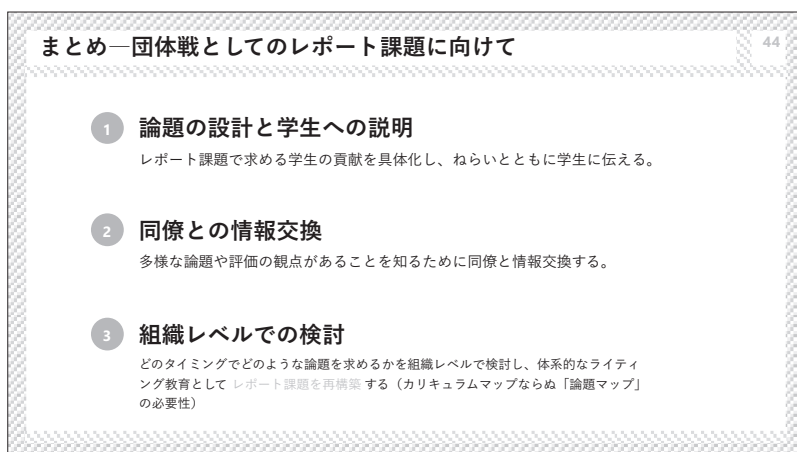 まとめ―団体戦としてのレポート課題に向けて
44
1
論題の設計と学生への説明
レポート課題で求める学生の貢献を具体化し、ねらいとともに学生に伝える。
2
同僚との情報交換
多様な論題や評価の観点があることを知るために同僚と情報交換する。
3
組織レベルでの検討
どのタイミングでどのような論題を求めるかを組織レベルで検討し、体系的なライティ
ング教育として レポート課題を再構築 する（カリキュラムマップならぬ「論題マップ」
の必要性）